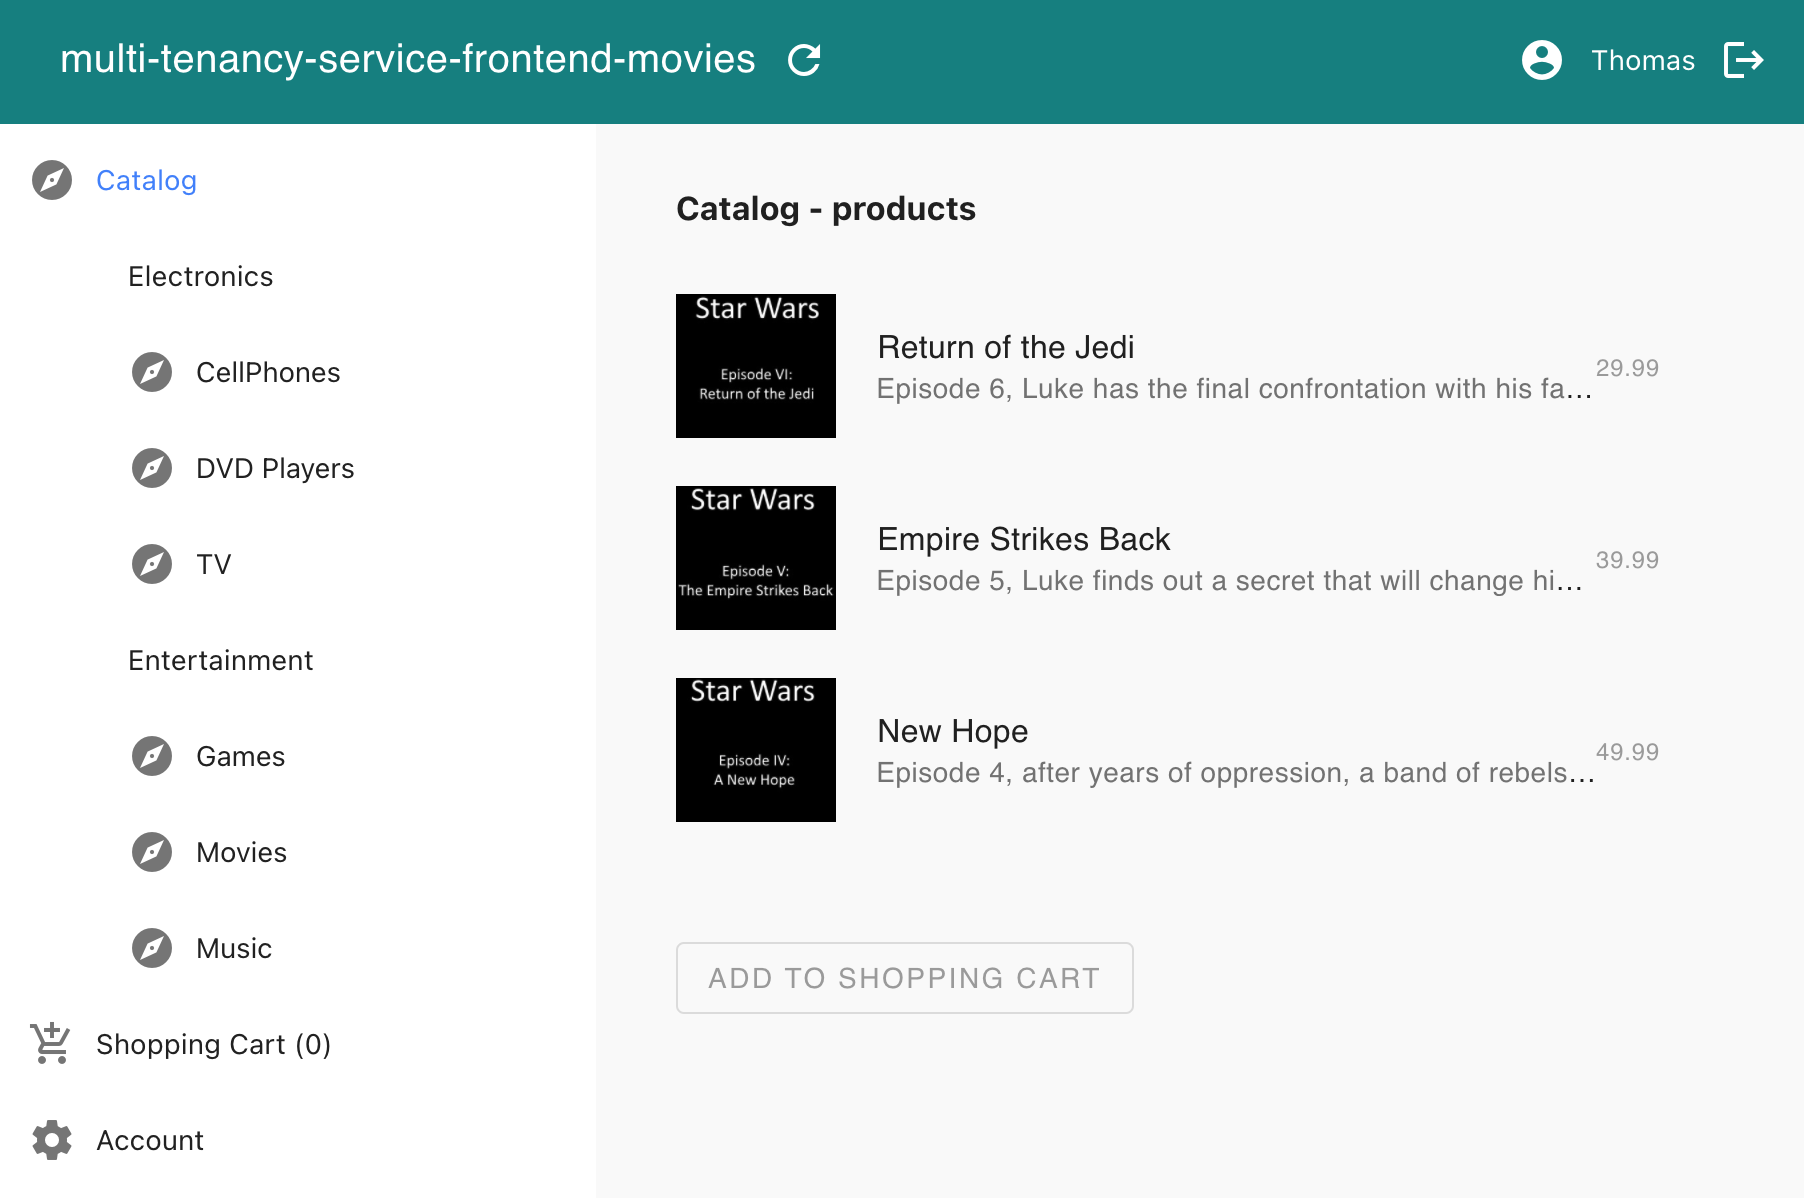 multi-tenancy-service-frontend-movies
Thomas
Catalog
Electronics
CellPhones
DVD Players
TV
Entertainment
Games
Movies
Music
Shopping Cart (0)
Account
Catalog - products
Star Wars
Episode VI:
Return of the Jedi
Return of the Jedi
Episode 6, Luke has the final confrontation with his fa...
29.99
Star Wars
Episode V:
The Empire Strikes Back
Empire Strikes Back
Episode 5, Luke finds out a secret that will change hi...
39.99
Star Wars
Episode IV:
A New Hope
New Hope
Episode 4, after years of oppression, a band of rebels...
49.99
ADD TO SHOPPING CART